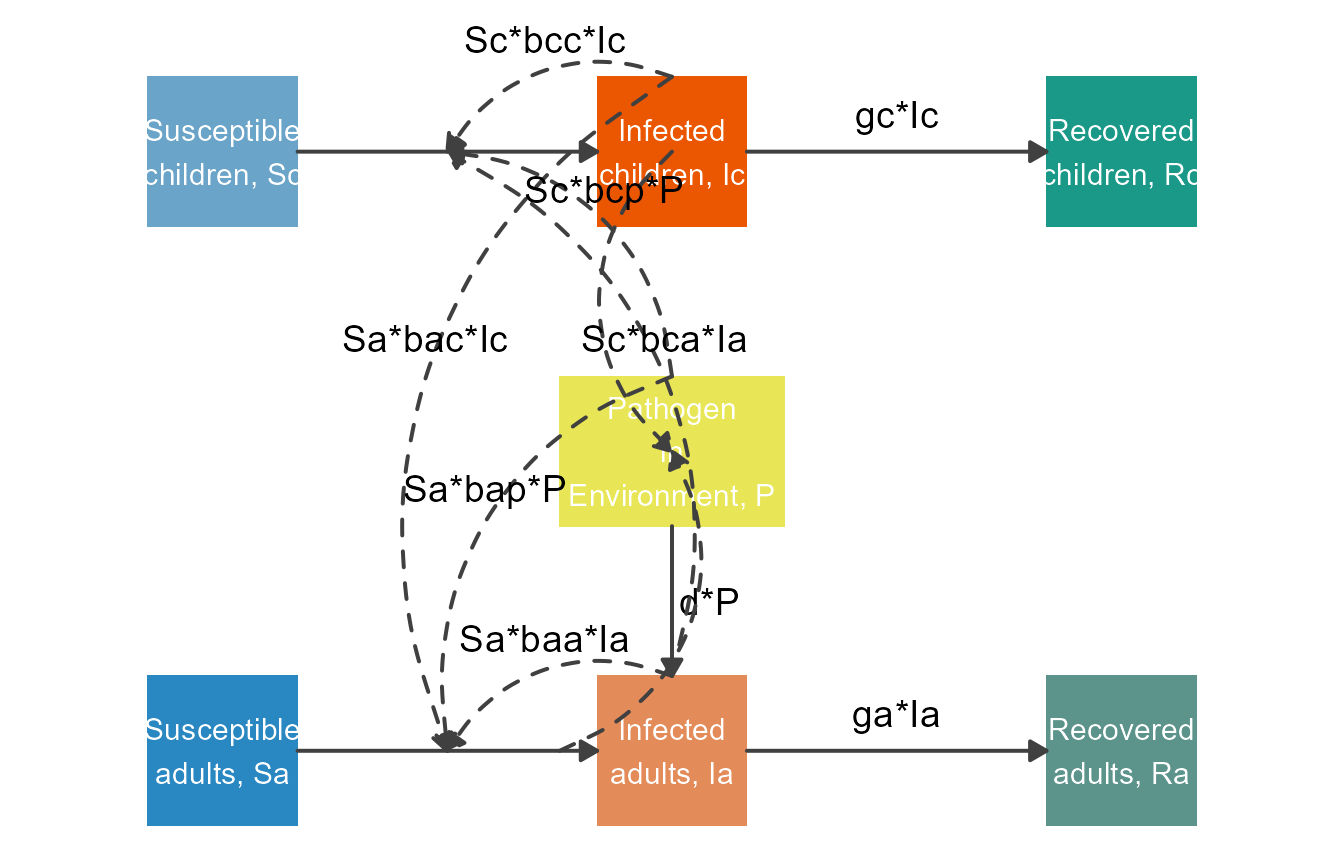 Sc*bcc*Ic
Susceptible
children, Sc
Infected
children, Ic
gc*Ic
Recovered
children, Rc
Sc*bcp*P
Sa*bac*Ic
Sc*bca*Ia
Pathogen
in
Environment, P
Sa*bap*P
d*P
Sa*baa*Ia
Susceptible
adults, Sa
Infected
adults, Ia
ga*Ia
Recovered
adults, Ra